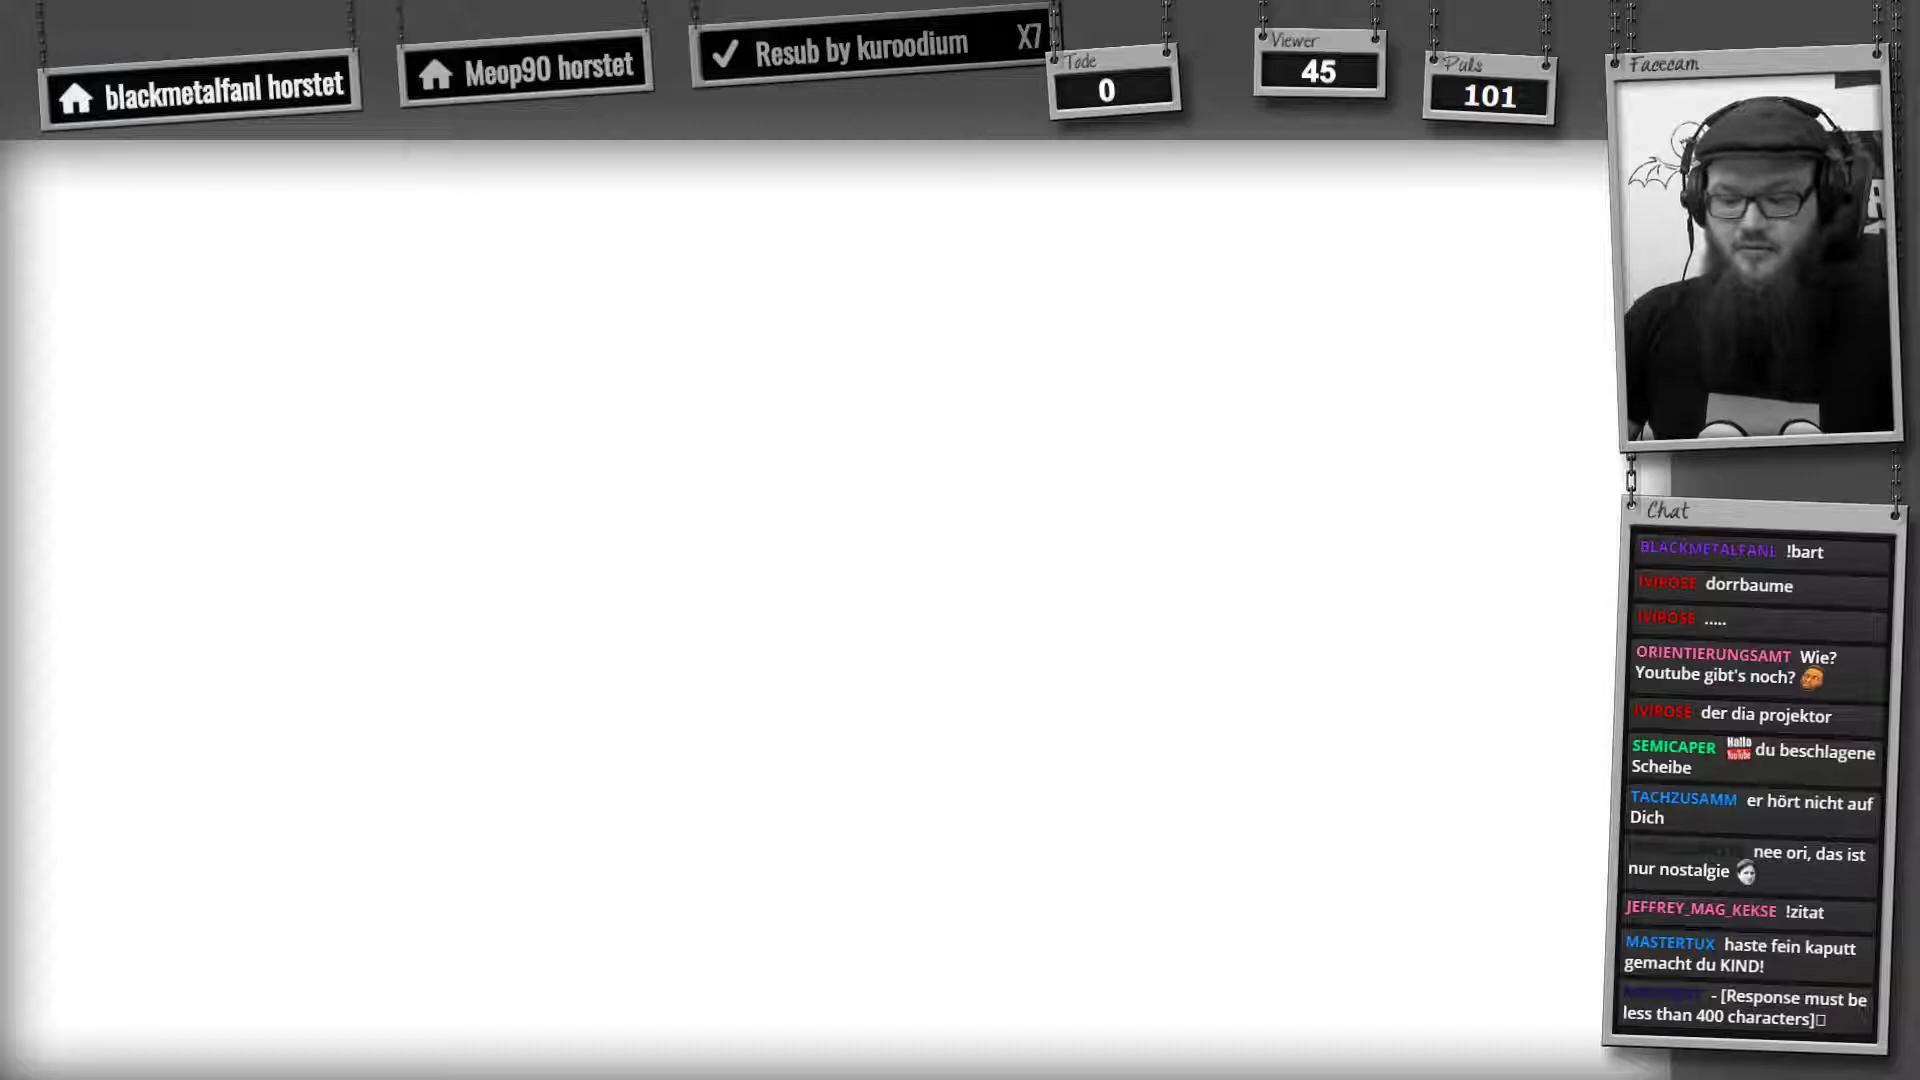 blackmetalfanl horstet
Meop90 horstet
Resub by kuroodium X7
Tode
0
Viewer
45
Puls
101
Facecam
Chat
BLACKMETALFANL !bart
IVIROSE dorrbaume
IVIROSE .....
ORIENTIERUNGSAMT Wie?
Youtube gibt's noch?
IVIROSE der dia projektor
SEMICAPER Hallo YouTube du beschlagene
Scheibe
TACHZUSAMM er hört nicht auf
Dich
nee ori, das ist
nur nostalgie
JEFFREY_MAG_KEKSE !zitat
MASTERTUX haste fein kaputt
gemacht du KIND!
- [Response must be
less than 400 characters]